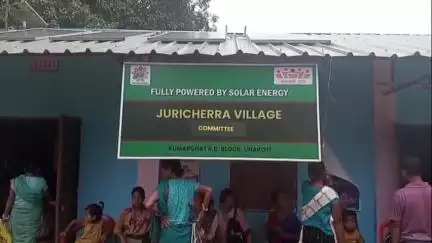 FULLY POWERED BY SOLAR ENERGY
JURICHERRA VILLAGE
COMMITTEE
KUMARGHAT R.D. BLOCK, UNAKOTI